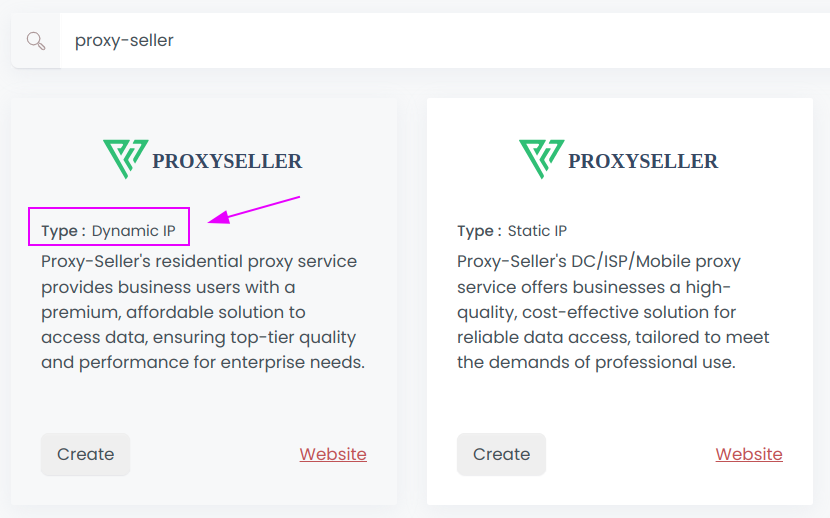 proxy-seller
PROXYSELLER
Type : Dynamic IP
Proxy-Seller's residential proxy service
provides business users with a
premium, affordable solution to
access data, ensuring top-tier quality
and performance for enterprise needs.
Create
Website
PROXYSELLER
Type : Static IP
Proxy-Seller's DC/ISP/Mobile proxy
service offers businesses a high-
quality, cost-effective solution for
reliable data access, tailored to meet
the demands of professional use.
Create
Website